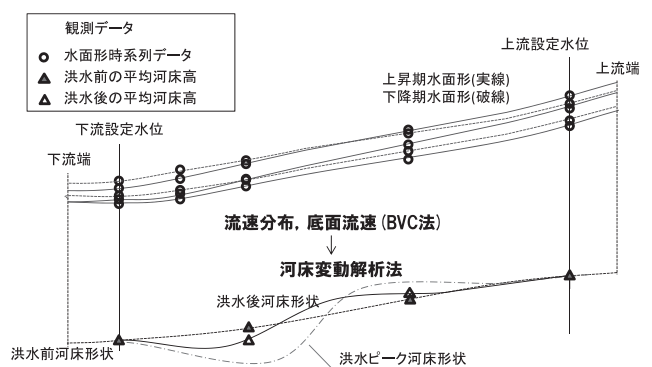 観測データ
水面形時系列データ
洪水前の平均河床高
洪水後の平均河床高
上流設定水位
上流端
上昇期水面形(実線)
下降期水面形(破線)
下流設定水位
下流端
流速分布，底面流速(BVC法)
河床変動解析法
洪水後河床形状
洪水前河床形状
洪水ピーク河床形状